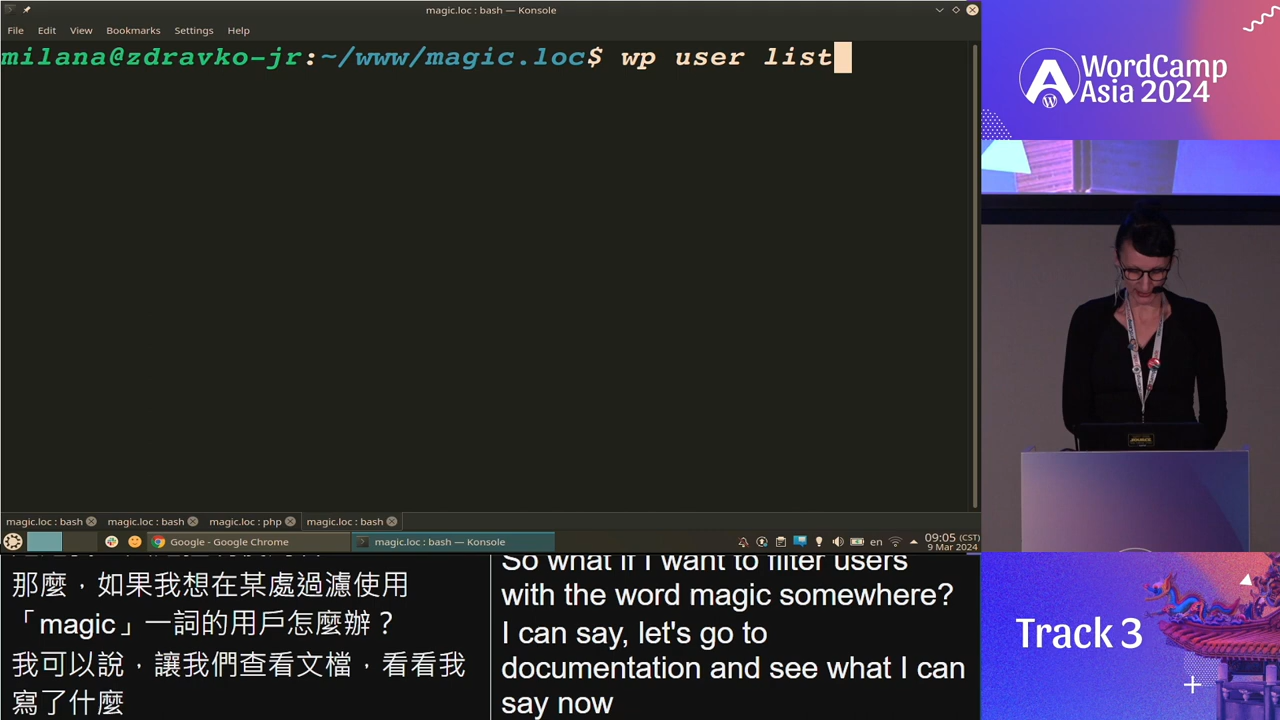 magic.loc : bash — Konsole
File Edit View Bookmarks Settings Help
milana@zdravko-jr:~/www/magic.loc$ wp user list
magic.loc : bash magic.loc : bash magic.loc : php magic.loc : bash
Google - Google Chrome magic.loc : bash — Konsole en 09:05 (CST)
9 Mar 2024
WordCamp
Asia 2024
那麼，如果我想在某處過濾使用
「magic」一詞的用戶怎麼辦？
我可以說，讓我們查看文檔，看看我
寫了什麼
So what if I want to filter users
with the word magic somewhere?
I can say, let's go to
documentation and see what I can
say now
Track 3